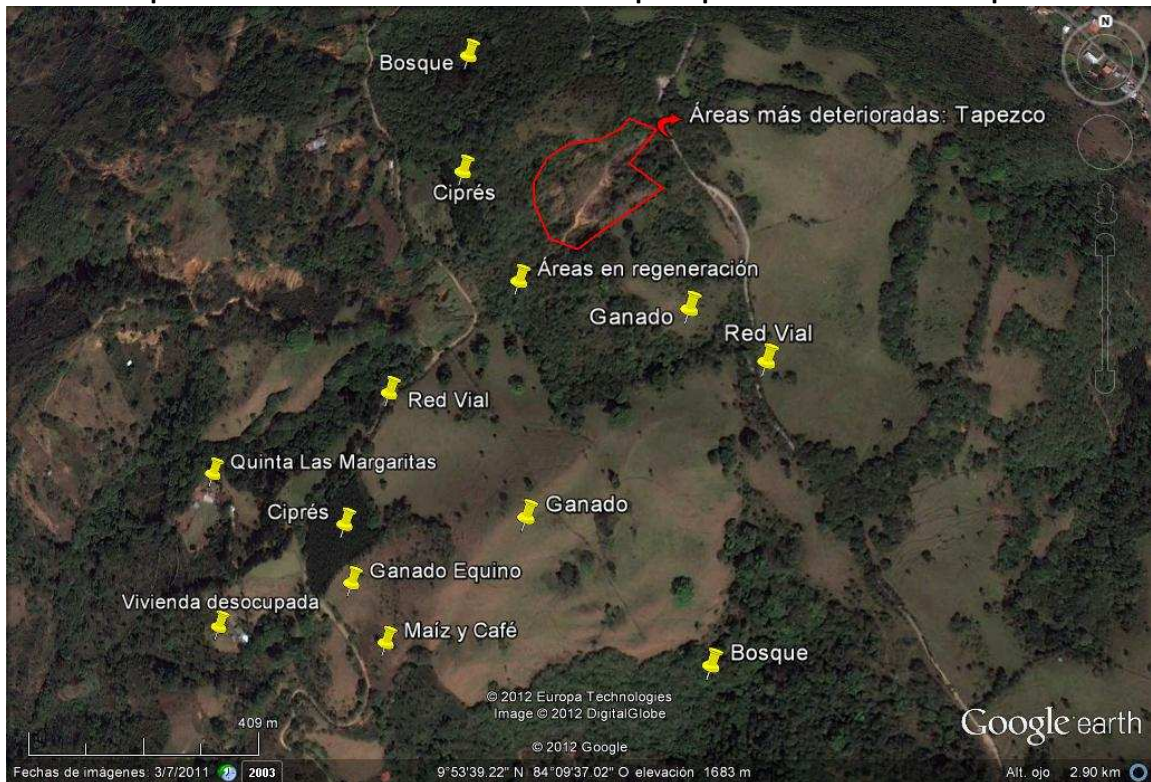 N
Bosque
Áreas más deterioradas: Tapezco
Ciprés
Áreas en regeneración
Ganado
Red Vial
Red Vial
Quinta Las Margaritas
Ciprés
Ganado
Ganado Equino
Vivienda desocupada
Maíz y Café
Bosque
© 2012 Europa Technologies
Image © 2012 DigitalGlobe
© 2012 Google
Google earth
409 m
Fechas de imágenes: 3/7/2011 2003 9°53'39.22" N 84°09'37.02" O elevación 1683 m Alt. ojo 2.90 km